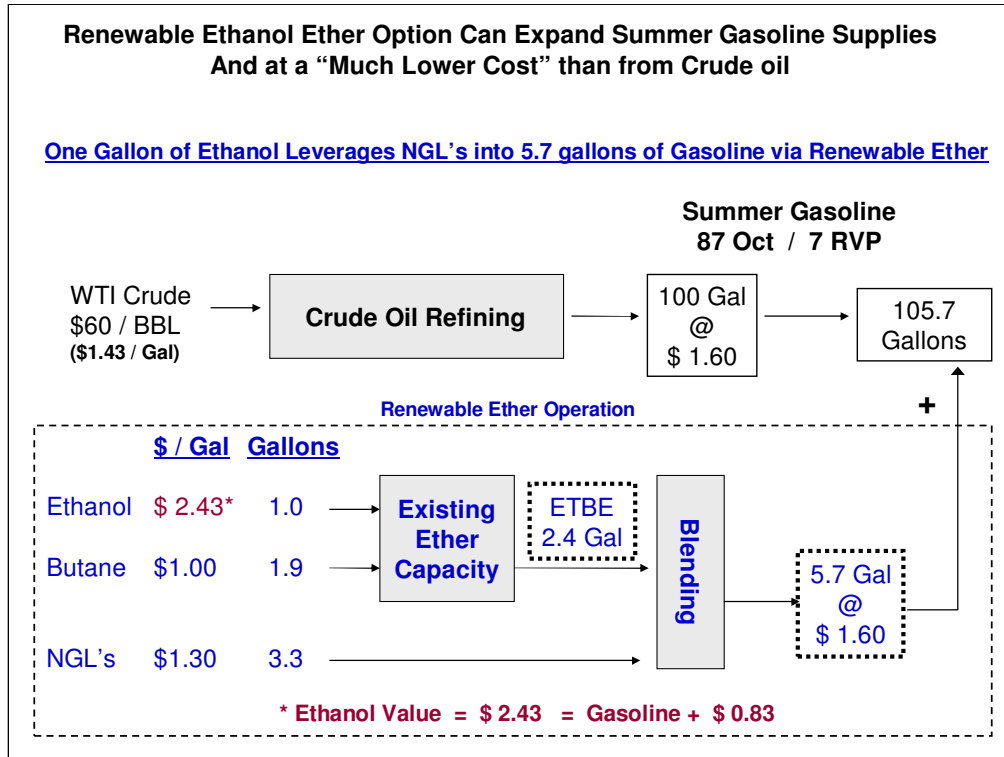 Renewable Ethanol Ether Option Can Expand Summer Gasoline Supplies
And at a “Much Lower Cost” than from Crude oil
One Gallon of Ethanol Leverages NGL's into 5.7 gallons of Gasoline via Renewable Ether
Summer Gasoline
87 Oct / 7 RVP
WTI Crude
$60 / BBL
($1.43 / Gal)
Crude Oil Refining
100 Gal
@
$ 1.60
105.7
Gallons
+
Renewable Ether Operation
$ / Gal Gallons
Ethanol $ 2.43* 1.0
Butane $1.00 1.9
NGL's $1.30 3.3
Existing
Ether
Capacity
ETBE
2.4 Gal
Blending
5.7 Gal
@
$ 1.60
* Ethanol Value = $ 2.43 = Gasoline + $ 0.83